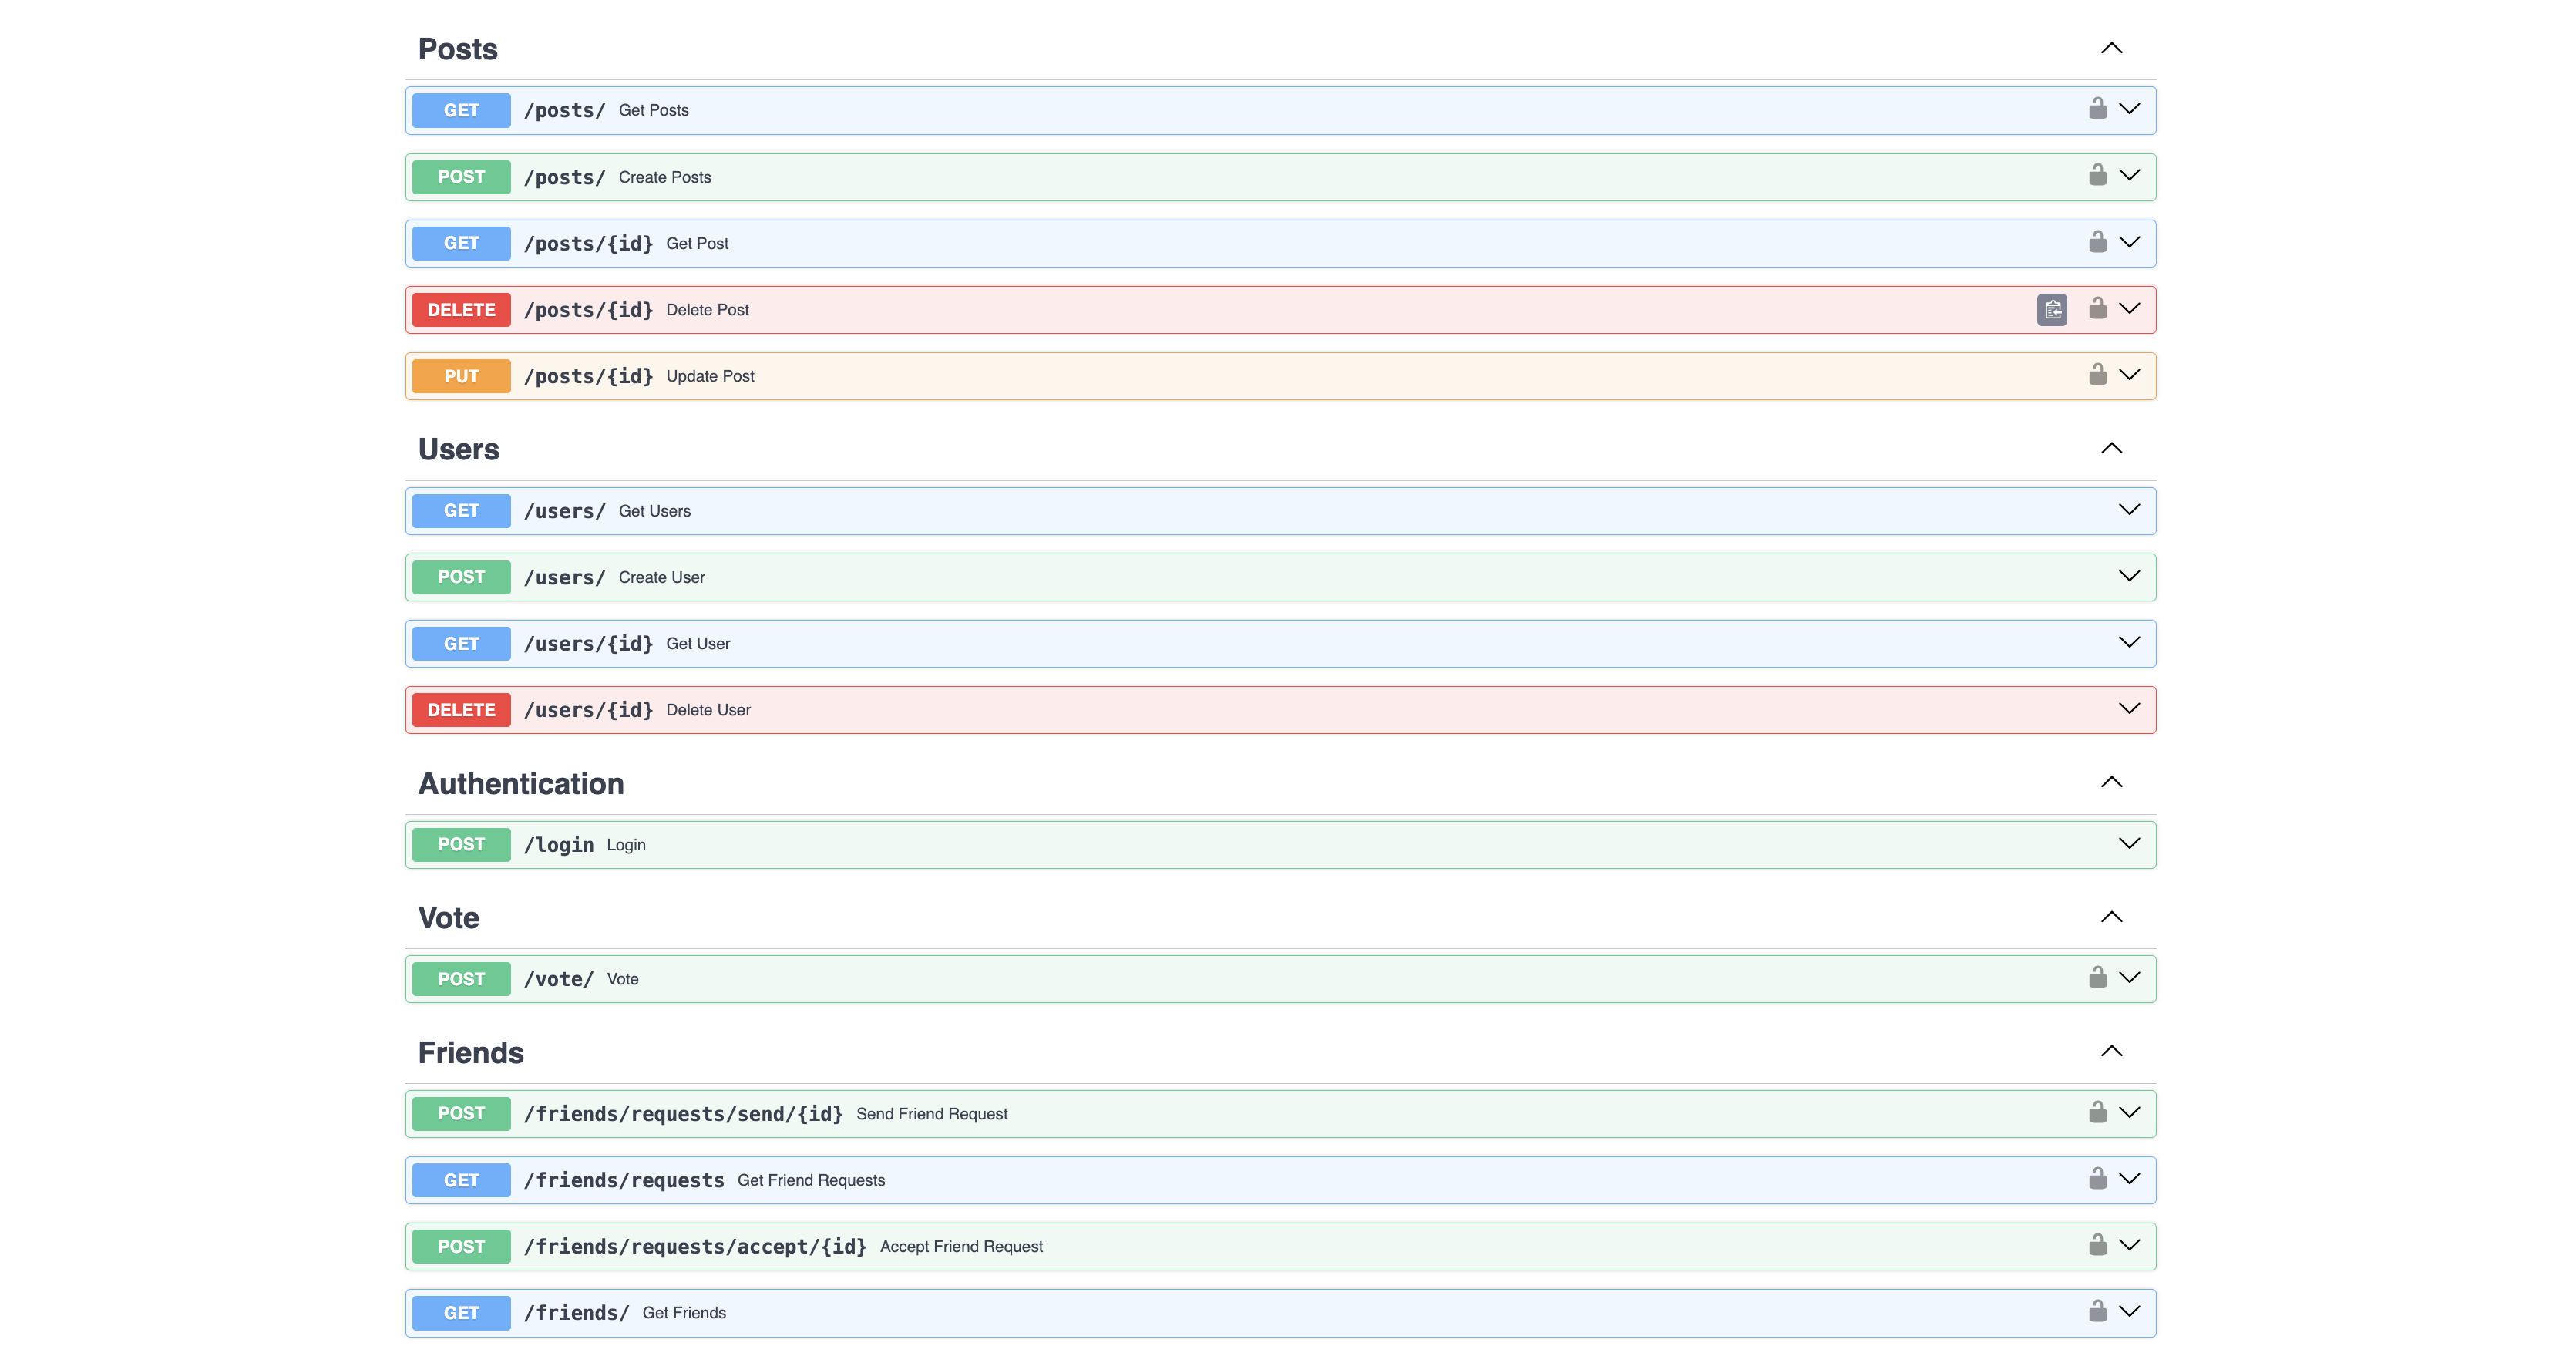 Posts
GET /posts/ Get Posts
POST /posts/ Create Posts
GET /posts/{id} Get Post
DELETE /posts/{id} Delete Post
PUT /posts/{id} Update Post
Users
GET /users/ Get Users
POST /users/ Create User
GET /users/{id} Get User
DELETE /users/{id} Delete User
Authentication
POST /login Login
Vote
POST /vote/ Vote
Friends
POST /friends/requests/send/{id} Send Friend Request
GET /friends/requests Get Friend Requests
POST /friends/requests/accept/{id} Accept Friend Request
GET /friends/ Get Friends